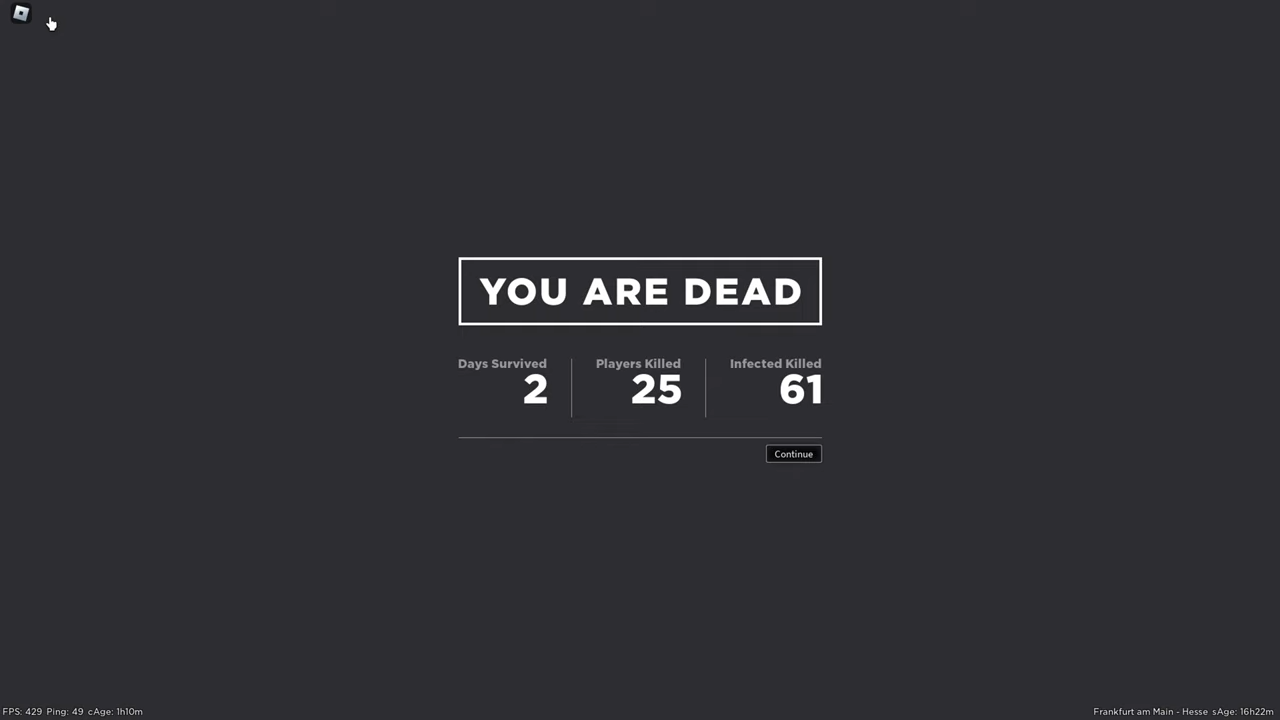 YOU ARE DEAD
Days Survived Players Killed Infected Killed
2 25 61
Continue
FPS: 429 Ping: 49 cAge: 1h10m Frankfurt am Main - Hesse sAge: 16h22m